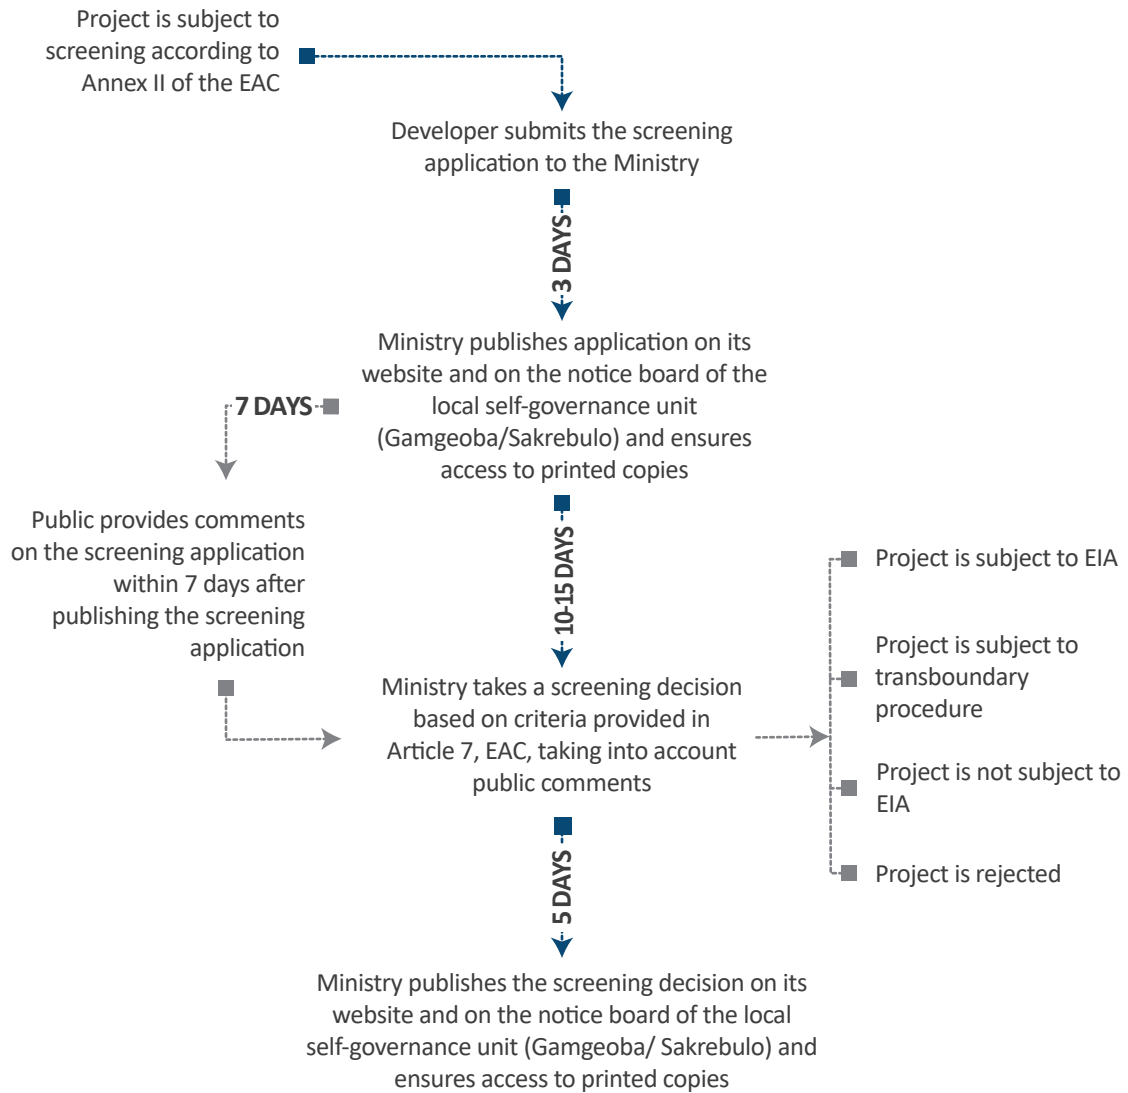 Project is subject to
screening according to
Annex II of the EAC
Developer submits the screening
application to the Ministry
3 DAYS
Ministry publishes application on its
website and on the notice board of the
local self-governance unit
(Gamgeoba/Sakrebulo) and ensures
access to printed copies
7 DAYS
Public provides comments
on the screening application
within 7 days after
publishing the screening
application
10-15 DAYS
Ministry takes a screening decision
based on criteria provided in
Article 7, EAC, taking into account
public comments
Project is subject to EIA
Project is subject to
transboundary
procedure
Project is not subject to
EIA
Project is rejected
5 DAYS
Ministry publishes the screening decision on its
website and on the notice board of the local
self-governance unit (Gamgeoba/ Sakrebulo) and
ensures access to printed copies